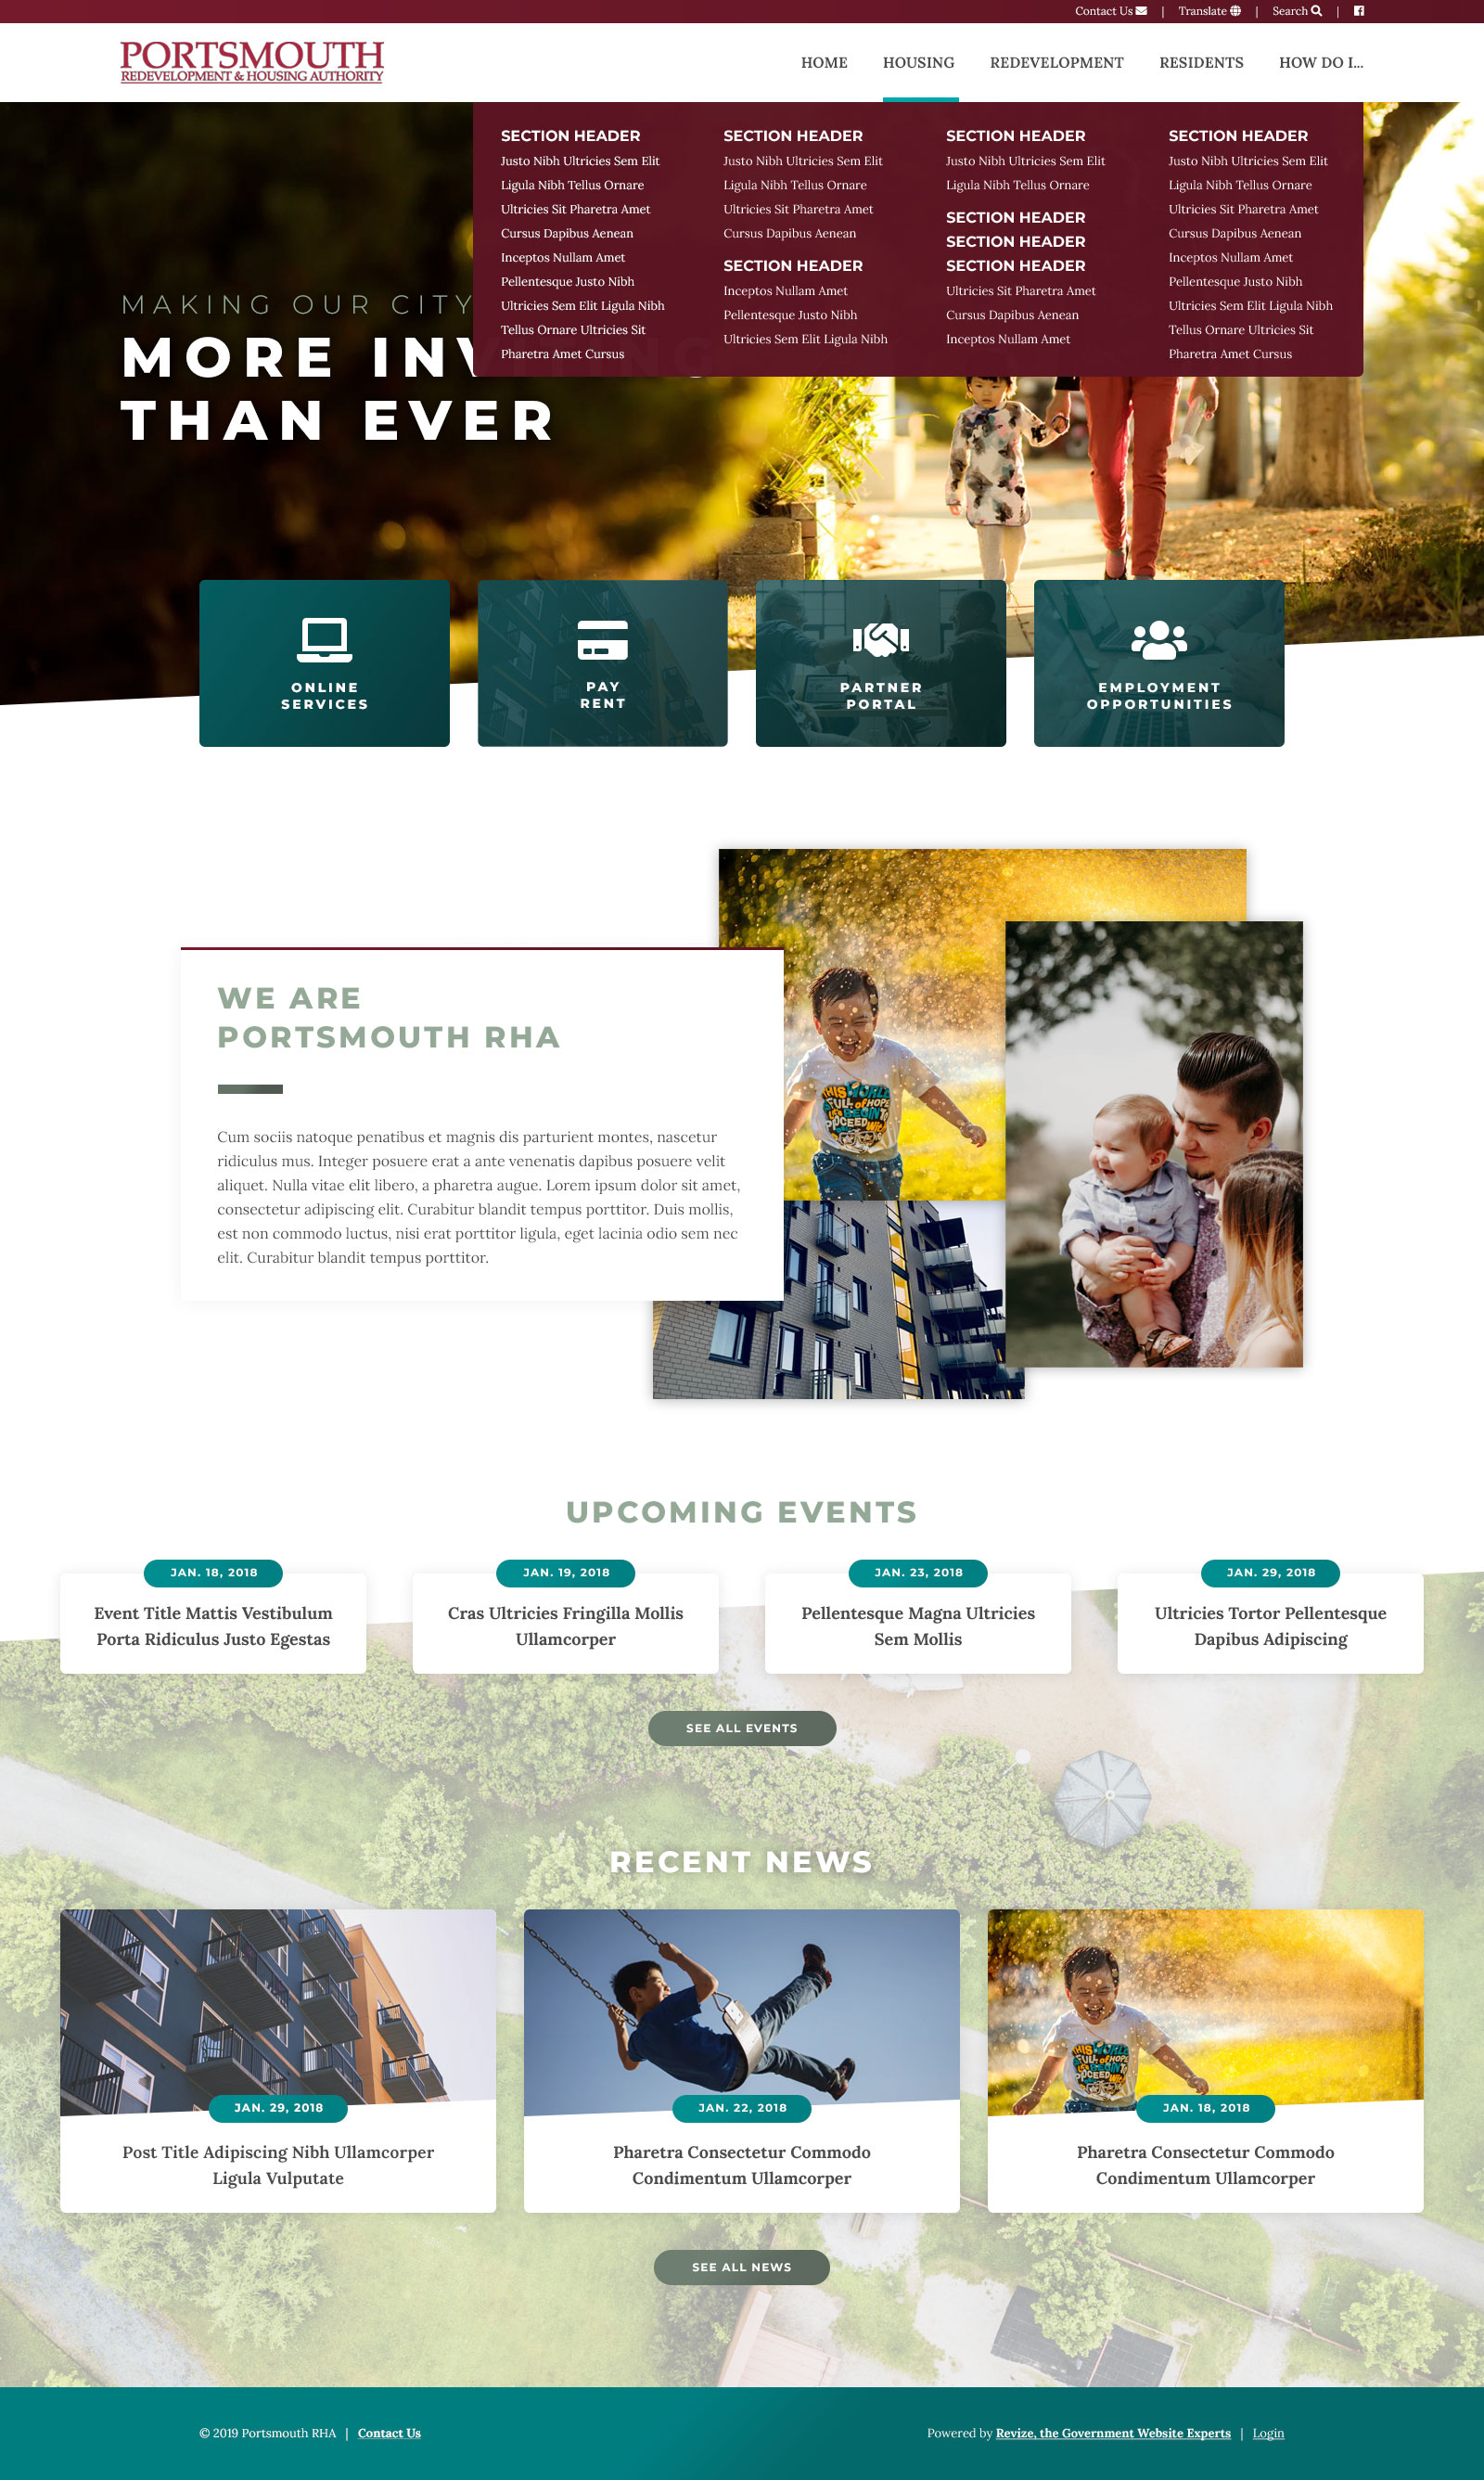 Contact Us | Translate | Search |
PORTSMOUTH
REDEVELOPMENT & HOUSING AUTHORITY
HOME HOUSING REDEVELOPMENT RESIDENTS HOW DO I...
SECTION HEADER
Justo Nibh Ultricies Sem Elit
Ligula Nibh Tellus Ornare
Ultricies Sit Pharetra Amet
Cursus Dapibus Aenean
Inceptos Nullam Amet
Pellentesque Justo Nibh
Ultricies Sem Elit Ligula Nibh
Tellus Ornare Ultricies Sit
Pharetra Amet Cursus
SECTION HEADER
Justo Nibh Ultricies Sem Elit
Ligula Nibh Tellus Ornare
Ultricies Sit Pharetra Amet
Cursus Dapibus Aenean
SECTION HEADER
Inceptos Nullam Amet
Pellentesque Justo Nibh
Ultricies Sem Elit Ligula Nibh
SECTION HEADER
Justo Nibh Ultricies Sem Elit
Ligula Nibh Tellus Ornare
SECTION HEADER
SECTION HEADER
SECTION HEADER
Ultricies Sit Pharetra Amet
Cursus Dapibus Aenean
Inceptos Nullam Amet
SECTION HEADER
Justo Nibh Ultricies Sem Elit
Ligula Nibh Tellus Ornare
Ultricies Sit Pharetra Amet
Cursus Dapibus Aenean
Inceptos Nullam Amet
Pellentesque Justo Nibh
Ultricies Sem Elit Ligula Nibh
Tellus Ornare Ultricies Sit
Pharetra Amet Cursus
MAKING OUR CITY
MORE INVITING
THAN EVER
ONLINE
SERVICES
PAY
RENT
PARTNER
PORTAL
EMPLOYMENT
OPPORTUNITIES
WE ARE
PORTSMOUTH RHA
Cum sociis natoque penatibus et magnis dis parturient montes, nascetur
ridiculus mus. Integer posuere erat a ante venenatis dapibus posuere velit
aliquet. Nulla vitae elit libero, a pharetra augue. Lorem ipsum dolor sit amet,
consectetur adipiscing elit. Curabitur blandit tempus porttitor. Duis mollis,
est non commodo luctus, nisi erat porttitor ligula, eget lacinia odio sem nec
elit. Curabitur blandit tempus porttitor.
UPCOMING EVENTS
JAN. 18, 2018
Event Title Mattis Vestibulum
Porta Ridiculus Justo Egestas
JAN. 19, 2018
Cras Ultricies Fringilla Mollis
Ullamcorper
JAN. 23, 2018
Pellentesque Magna Ultricies
Sem Mollis
JAN. 29, 2018
Ultricies Tortor Pellentesque
Dapibus Adipiscing
SEE ALL EVENTS
RECENT NEWS
JAN. 29, 2018
Post Title Adipiscing Nibh Ullamcorper
Ligula Vulputate
JAN. 22, 2018
Pharetra Consectetur Commodo
Condimentum Ullamcorper
JAN. 18, 2018
Pharetra Consectetur Commodo
Condimentum Ullamcorper
SEE ALL NEWS
© 2019 Portsmouth RHA | Contact Us
Powered by Revize, the Government Website Experts | Login